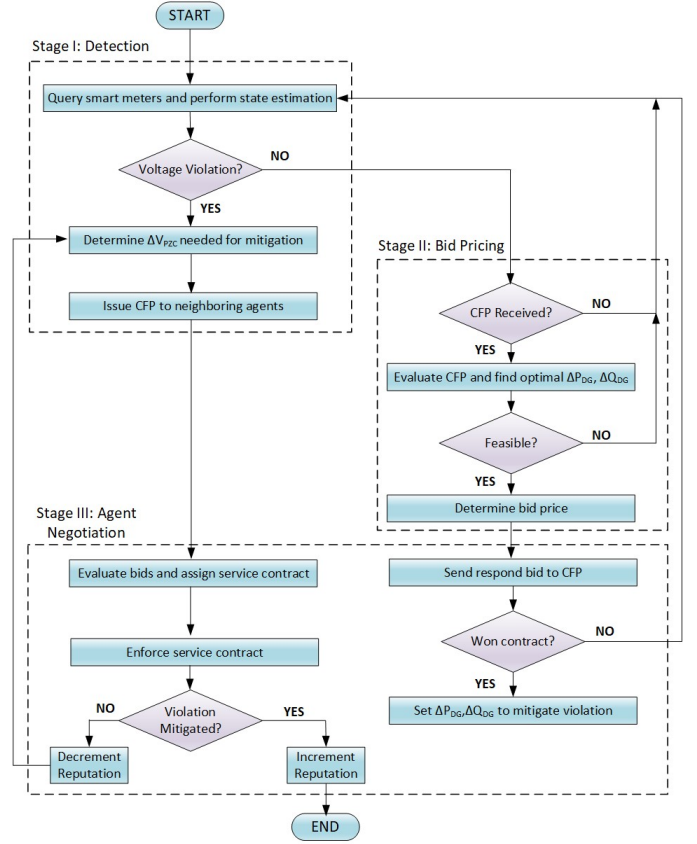 START
Stage I: Detection
Query smart meters and perform state estimation
Voltage Violation?
NO
YES
Determine ΔVPZC needed for mitigation
Issue CFP to neighboring agents
Stage II: Bid Pricing
CFP Received?
NO
YES
Evaluate CFP and find optimal ΔPDG, ΔQDG
Feasible?
NO
YES
Determine bid price
Stage III: Agent
Negotiation
Evaluate bids and assign service contract
Send respond bid to CFP
Enforce service contract
Won contract?
NO
YES
Set ΔPDG,ΔQDG to mitigate violation
Violation
Mitigated?
NO
YES
Decrement
Reputation
Increment
Reputation
END